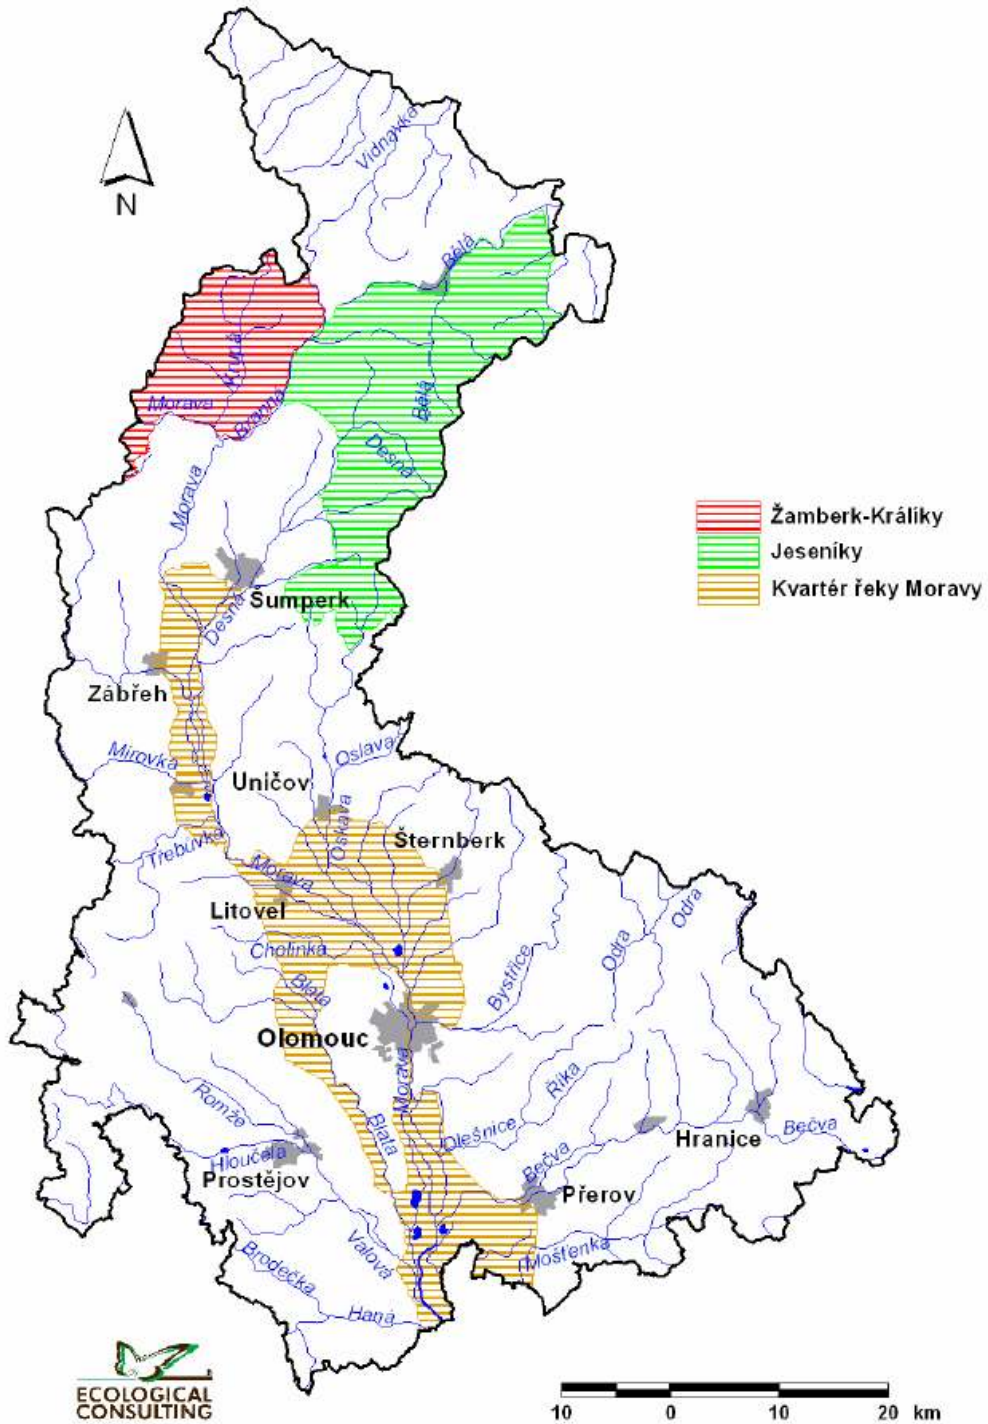 Vidnavka
N
Bělá
Krupá
Morava
Branná
Bělá
Desná
Morava
Žamberk-Králíky
Jeseníky
Kvartér řeky Moravy
Šumperk
Desná
Zábřeh
Mirovka
Oslava
Uničov
Oskava
Šternberk
Třebůvka
Morava
Litovel
Odra
Cholinka
Odra
Bystřice
Blata
Olomouc
Morava
Říka
Romže
Blata
Olešnice
Hranice
Bečva
Hloučela
Bečva
Prostějov
Přerov
Valová
Moštěnka
Brodečka
Haná
ECOLOGICAL
CONSULTING
10 0 10 20 km